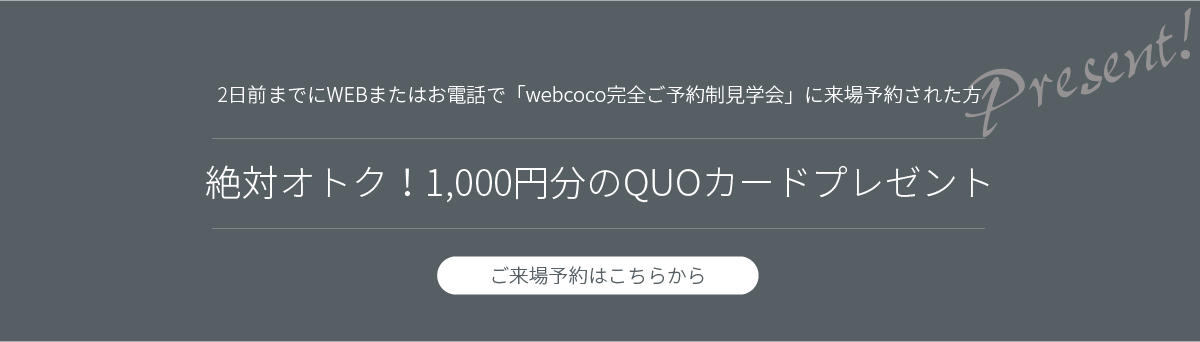 Present!
2日前までにWEBまたはお電話で「webcoco完全ご予約制見学会」に来場予約された方
絶対オトク！1,000円分のQUOカードプレゼント
ご来場予約はこちらから